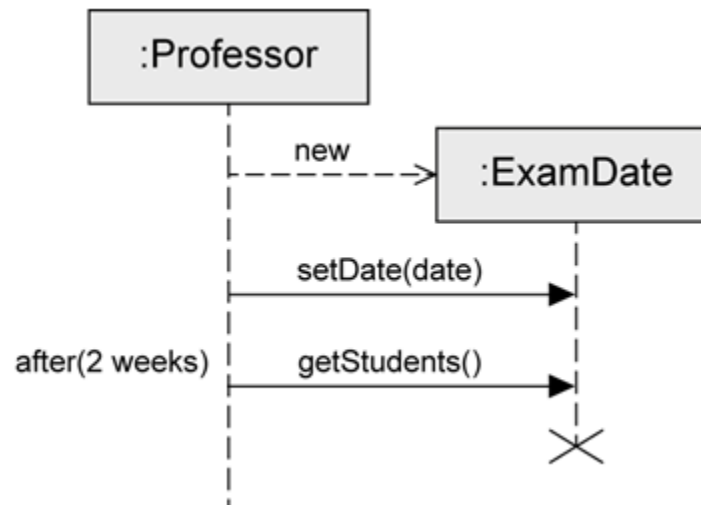 :Professor
new
:ExamDate
setDate(date)
after(2 weeks)
getStudents()